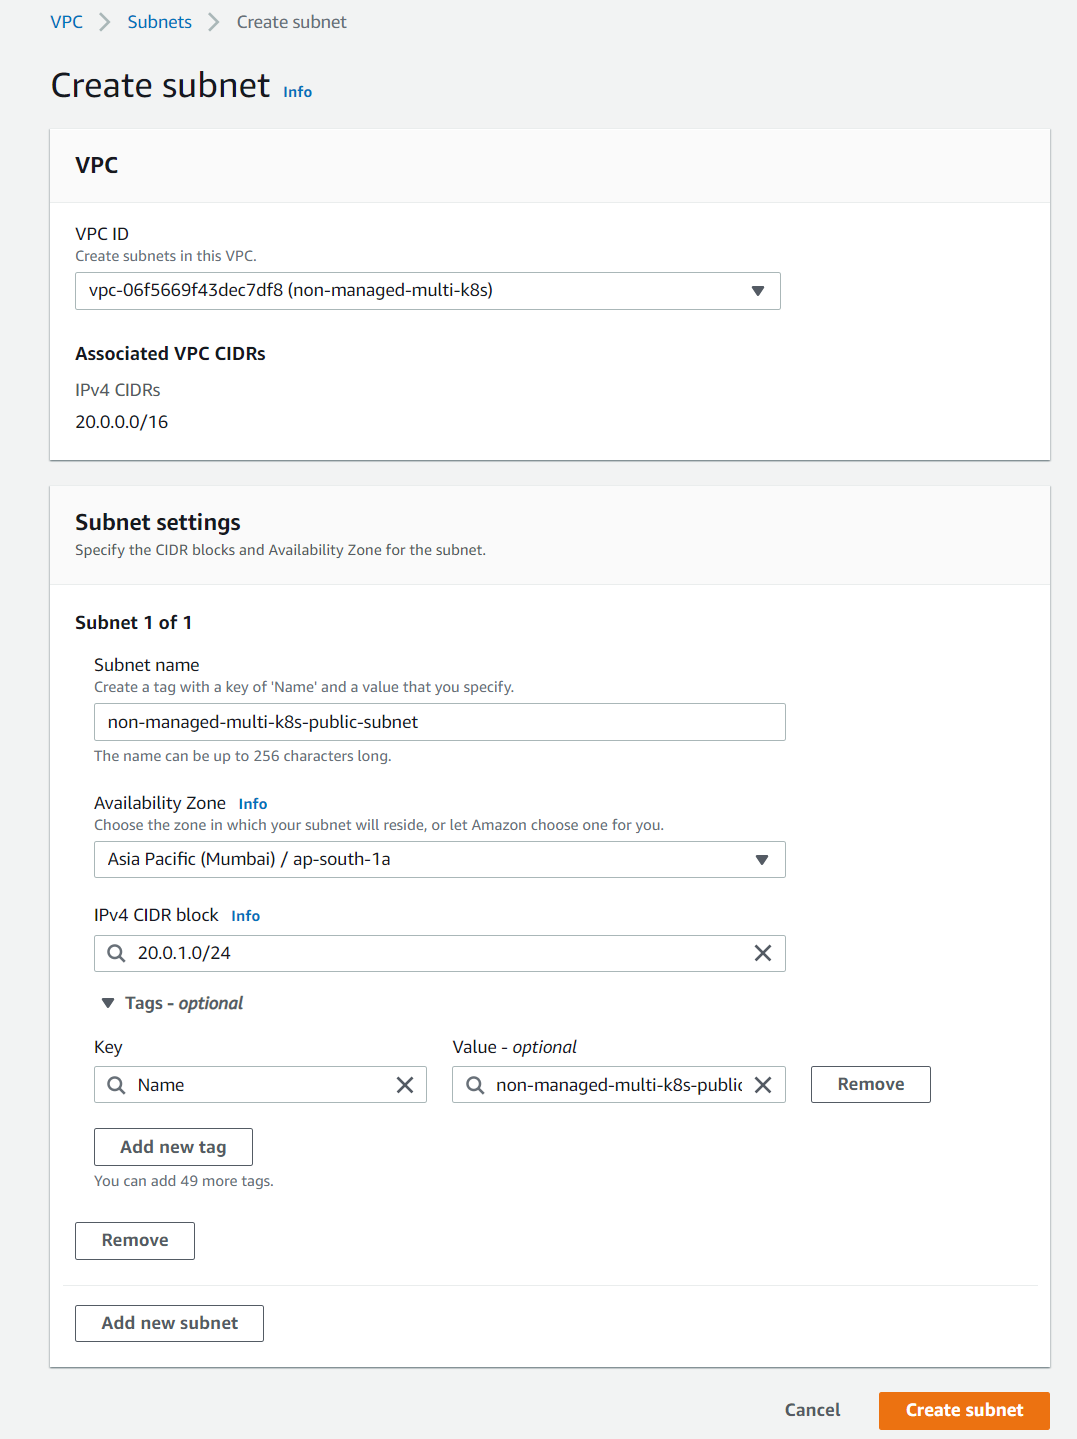 VPC > Subnets > Create subnet
Create subnet Info
VPC
VPC ID
Create subnets in this VPC.
vpc-06f5669f43dec7df8 (non-managed-multi-k8s)
Associated VPC CIDRs
IPv4 CIDRs
20.0.0.0/16
Subnet settings
Specify the CIDR blocks and Availability Zone for the subnet.
Subnet 1 of 1
Subnet name
Create a tag with a key of 'Name' and a value that you specify.
non-managed-multi-k8s-public-subnet
The name can be up to 256 characters long.
Availability Zone Info
Choose the zone in which your subnet will reside, or let Amazon choose one for you.
Asia Pacific (Mumbai) / ap-south-1a
IPv4 CIDR block Info
20.0.1.0/24
Tags - optional
Key Value - optional
Name non-managed-multi-k8s-public Remove
Add new tag
You can add 49 more tags.
Remove
Add new subnet
Cancel Create subnet